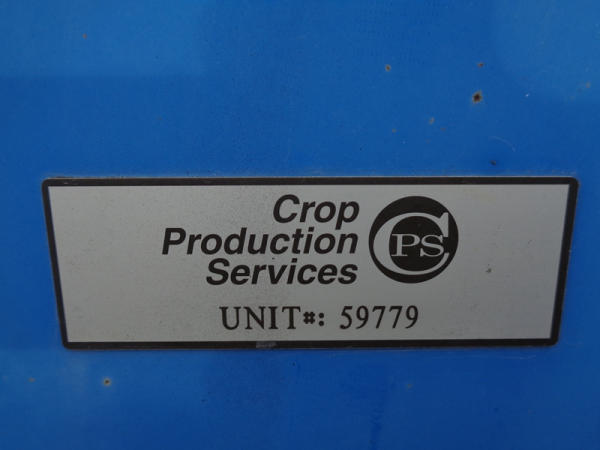 Crop
Production
Services
CPS
UNIT#: 59779